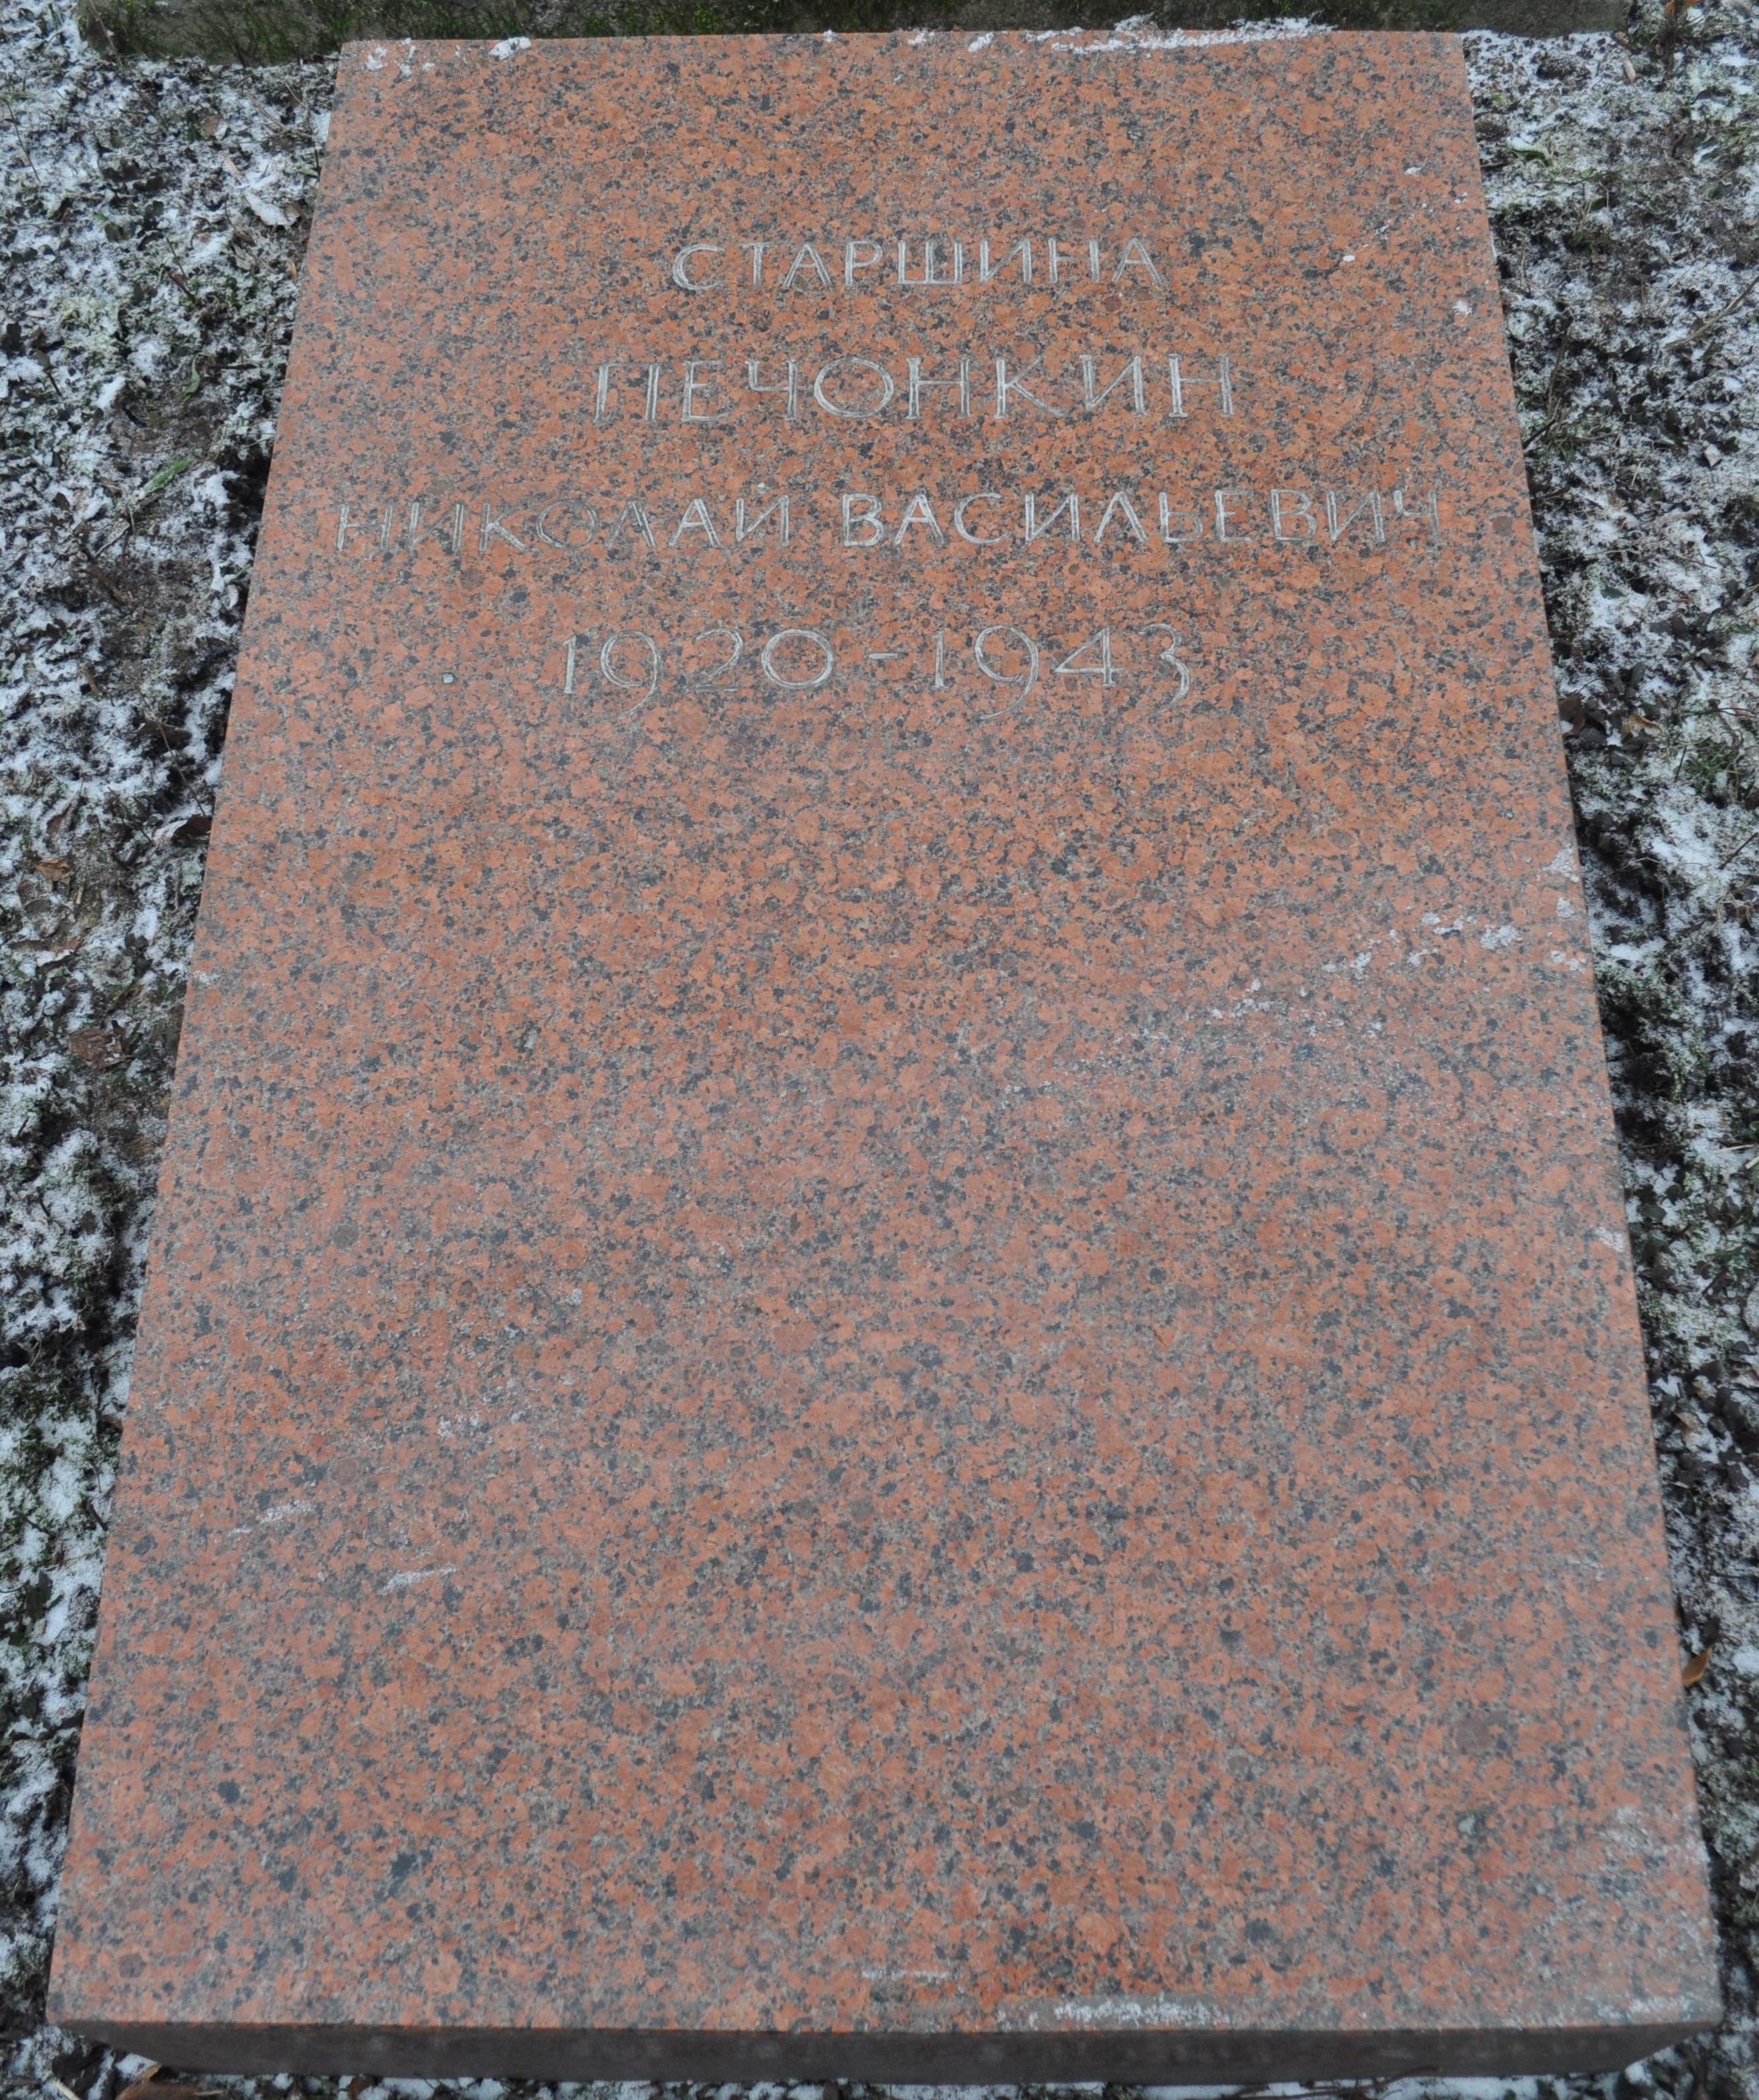 СТАРШИНА
ПЕЧОНКИН
НИКОЛАЙ ВАСИЛЬЕВИЧ
1920-1943